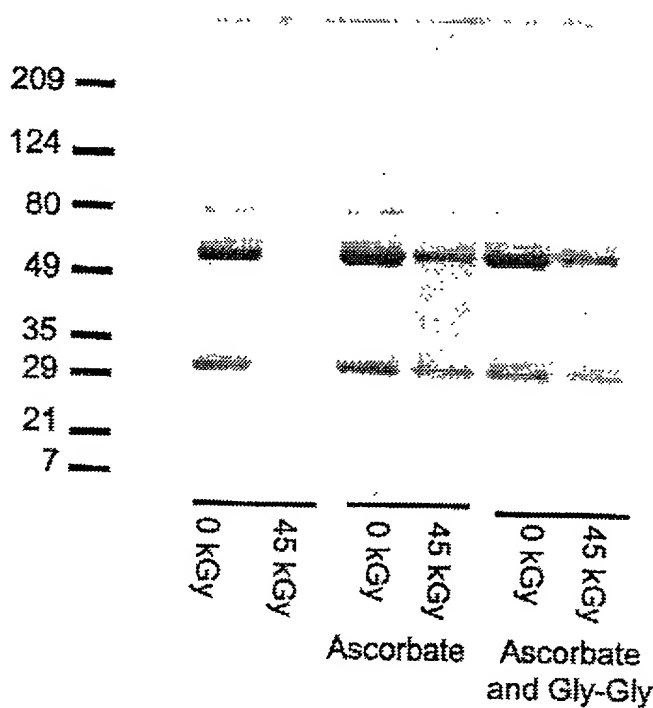 209
124
80
49
35
29
21
7
0 kGy
45 kGy
0 kGy
45 kGy
0 kGy
45 kGy
Ascorbate
Ascorbate
and Gly-Gly